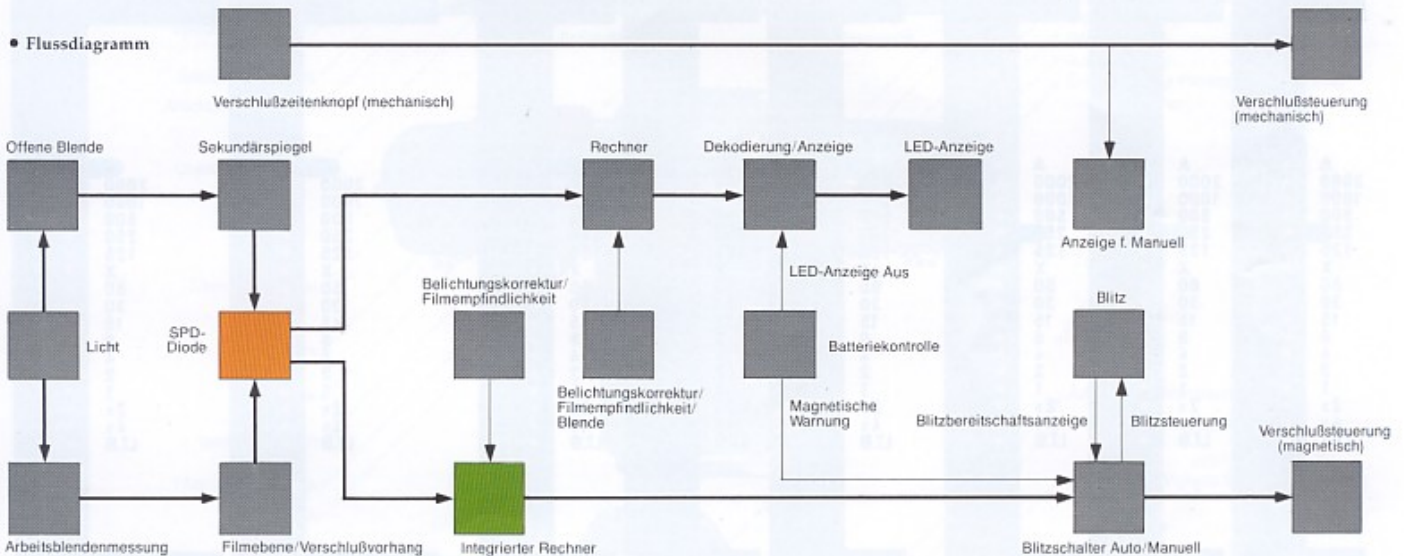 • Flussdiagramm
Verschlußzeitenknopf (mechanisch)
Verschlußsteuerung
(mechanisch)
Offene Blende
Sekundärspiegel
Rechner
Dekodierung/Anzeige
LED-Anzeige
Anzeige f. Manuell
LED-Anzeige Aus
Belichtungskorrektur/
Filmempfindlichkeit
Blitz
Licht
SPD-
Diode
Batteriekontrolle
Belichtungskorrektur/
Filmempfindlichkeit/
Blende
Magnetische
Warnung
Blitzbereitschaftsanzeige
Blitzsteuerung
Verschlußsteuerung
(magnetisch)
Arbeitsblendenmessung
Filmebene/Verschlußvorhang
Integrierter Rechner
Blitzschalter Auto/Manuell